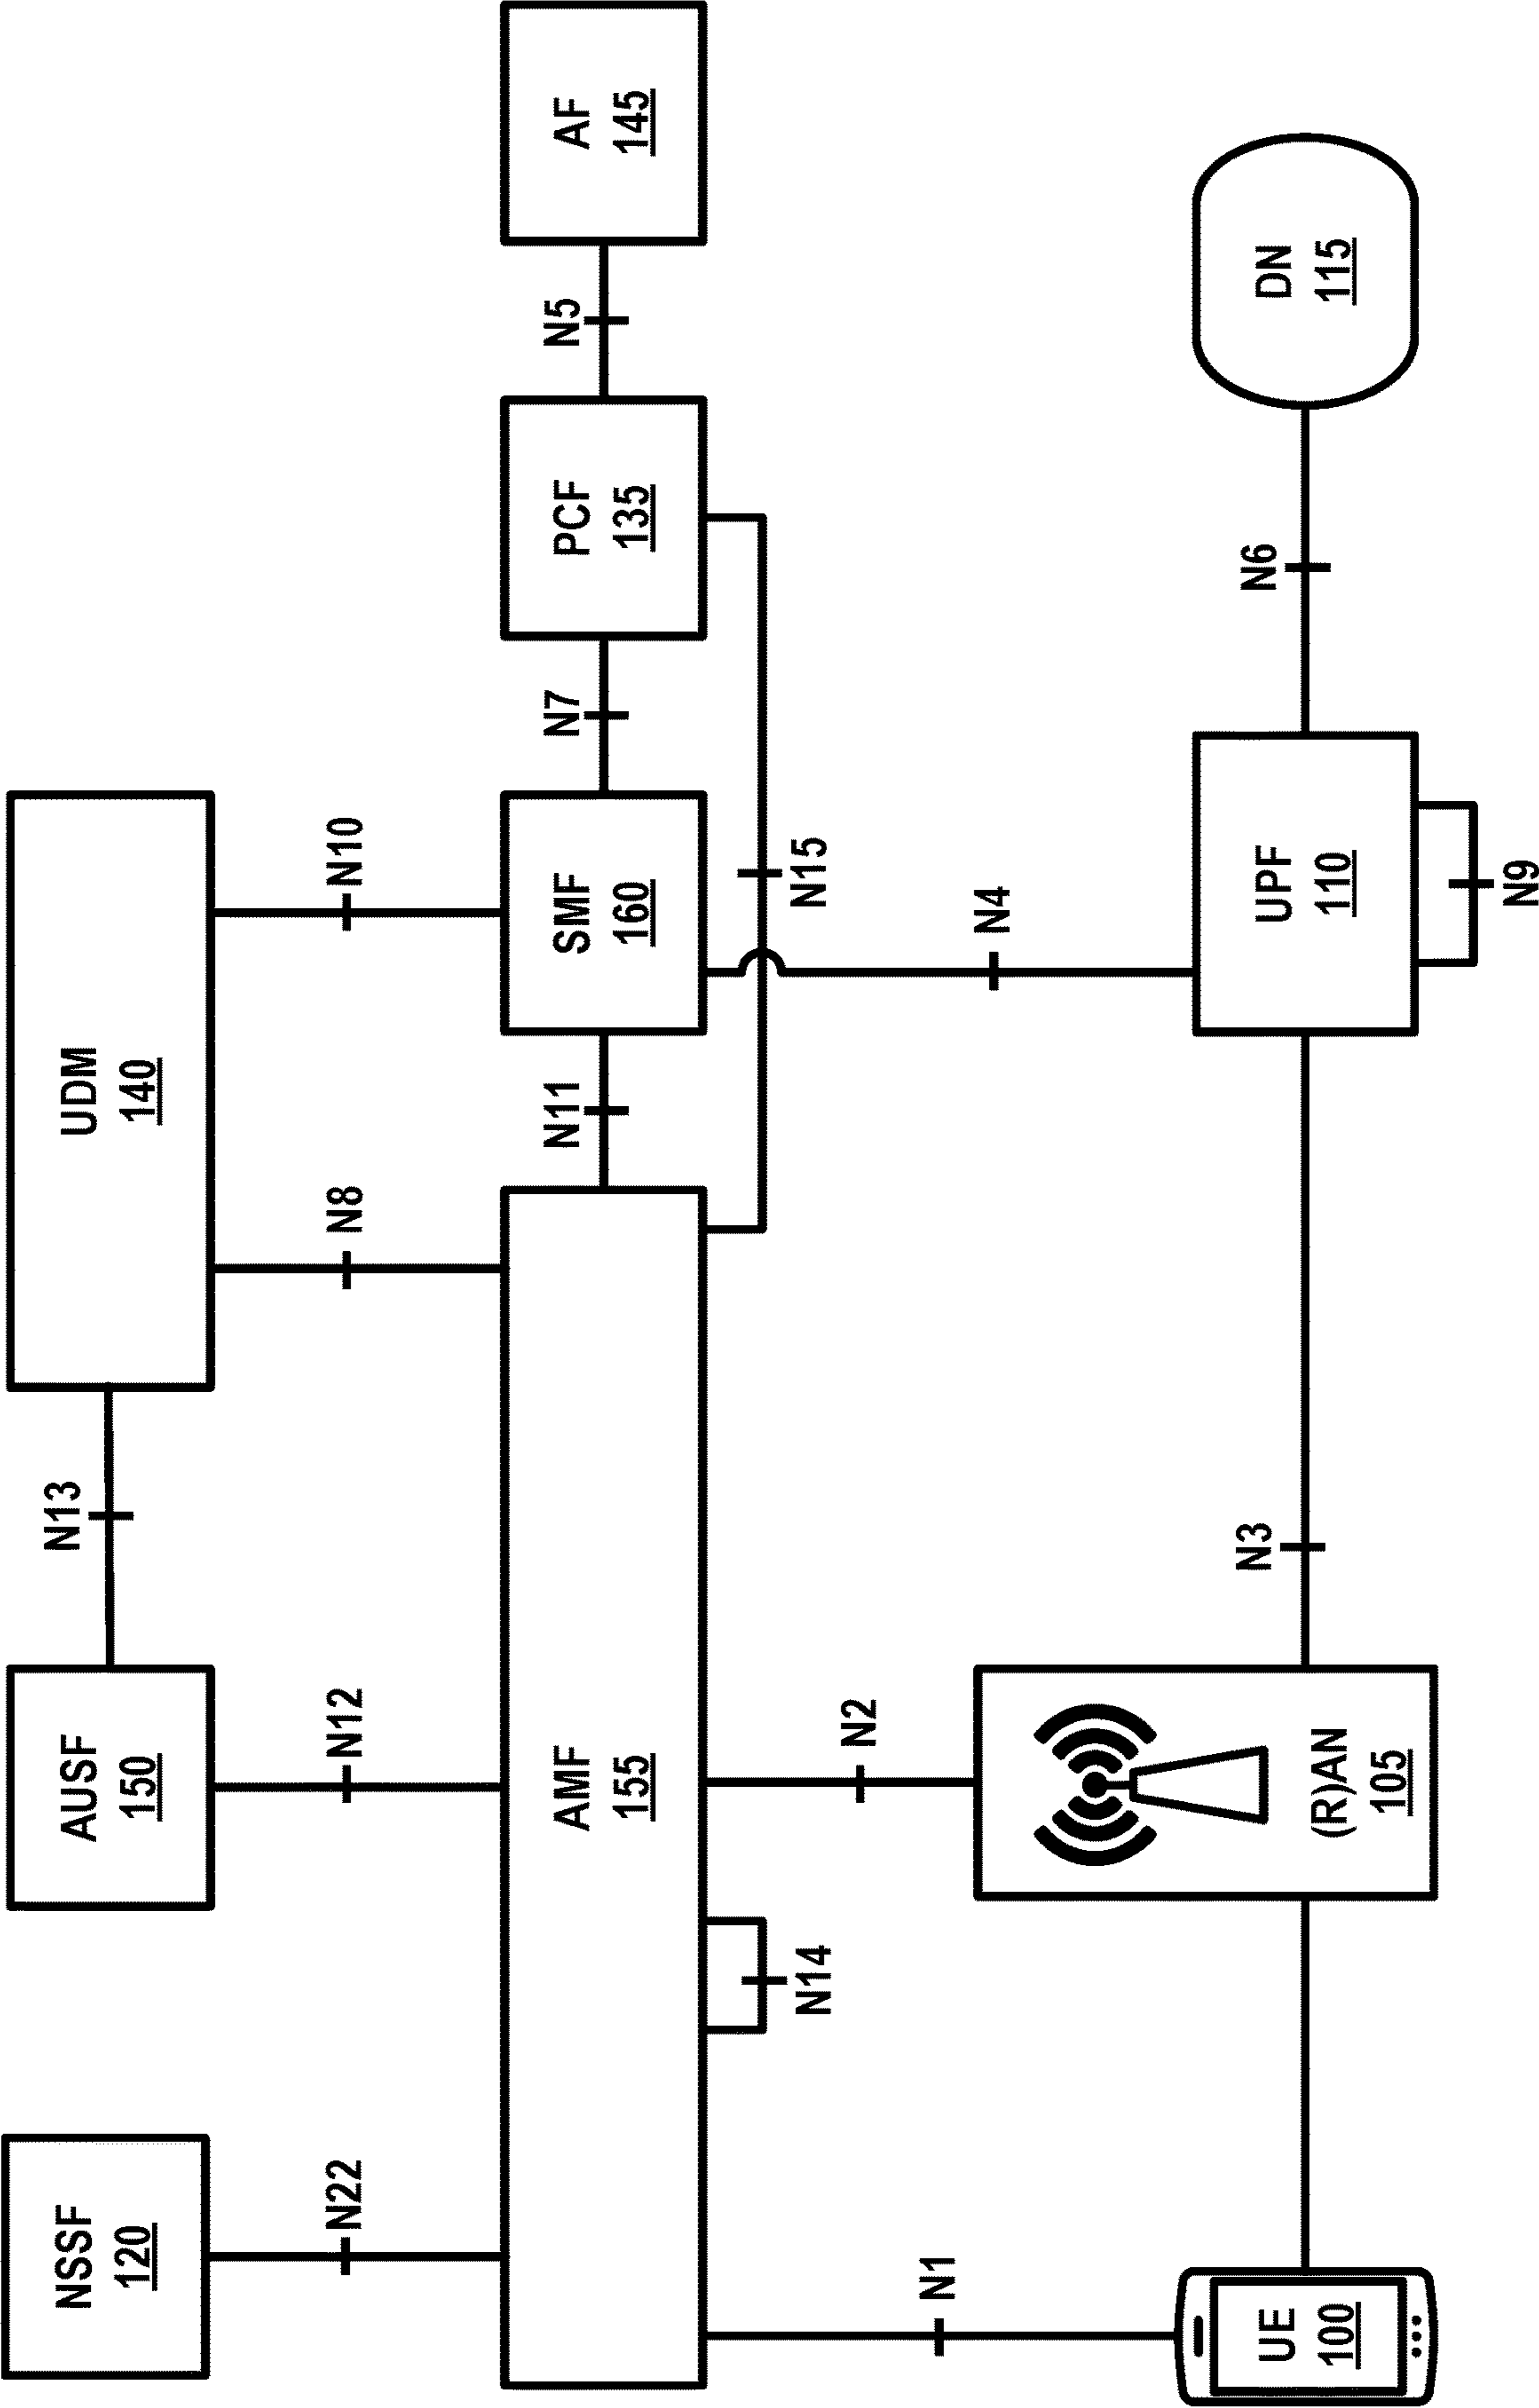 NSSF
120
AUSF
150
N13
UDM
140
N22
N12
N8
N10
AMF
155
N11
SMF
160
N7
PCF
135
N5
AF
145
N14
N15
N1
N2
N4
UE
100
(R)AN
105
N3
UPF
110
N6
DN
115
N9